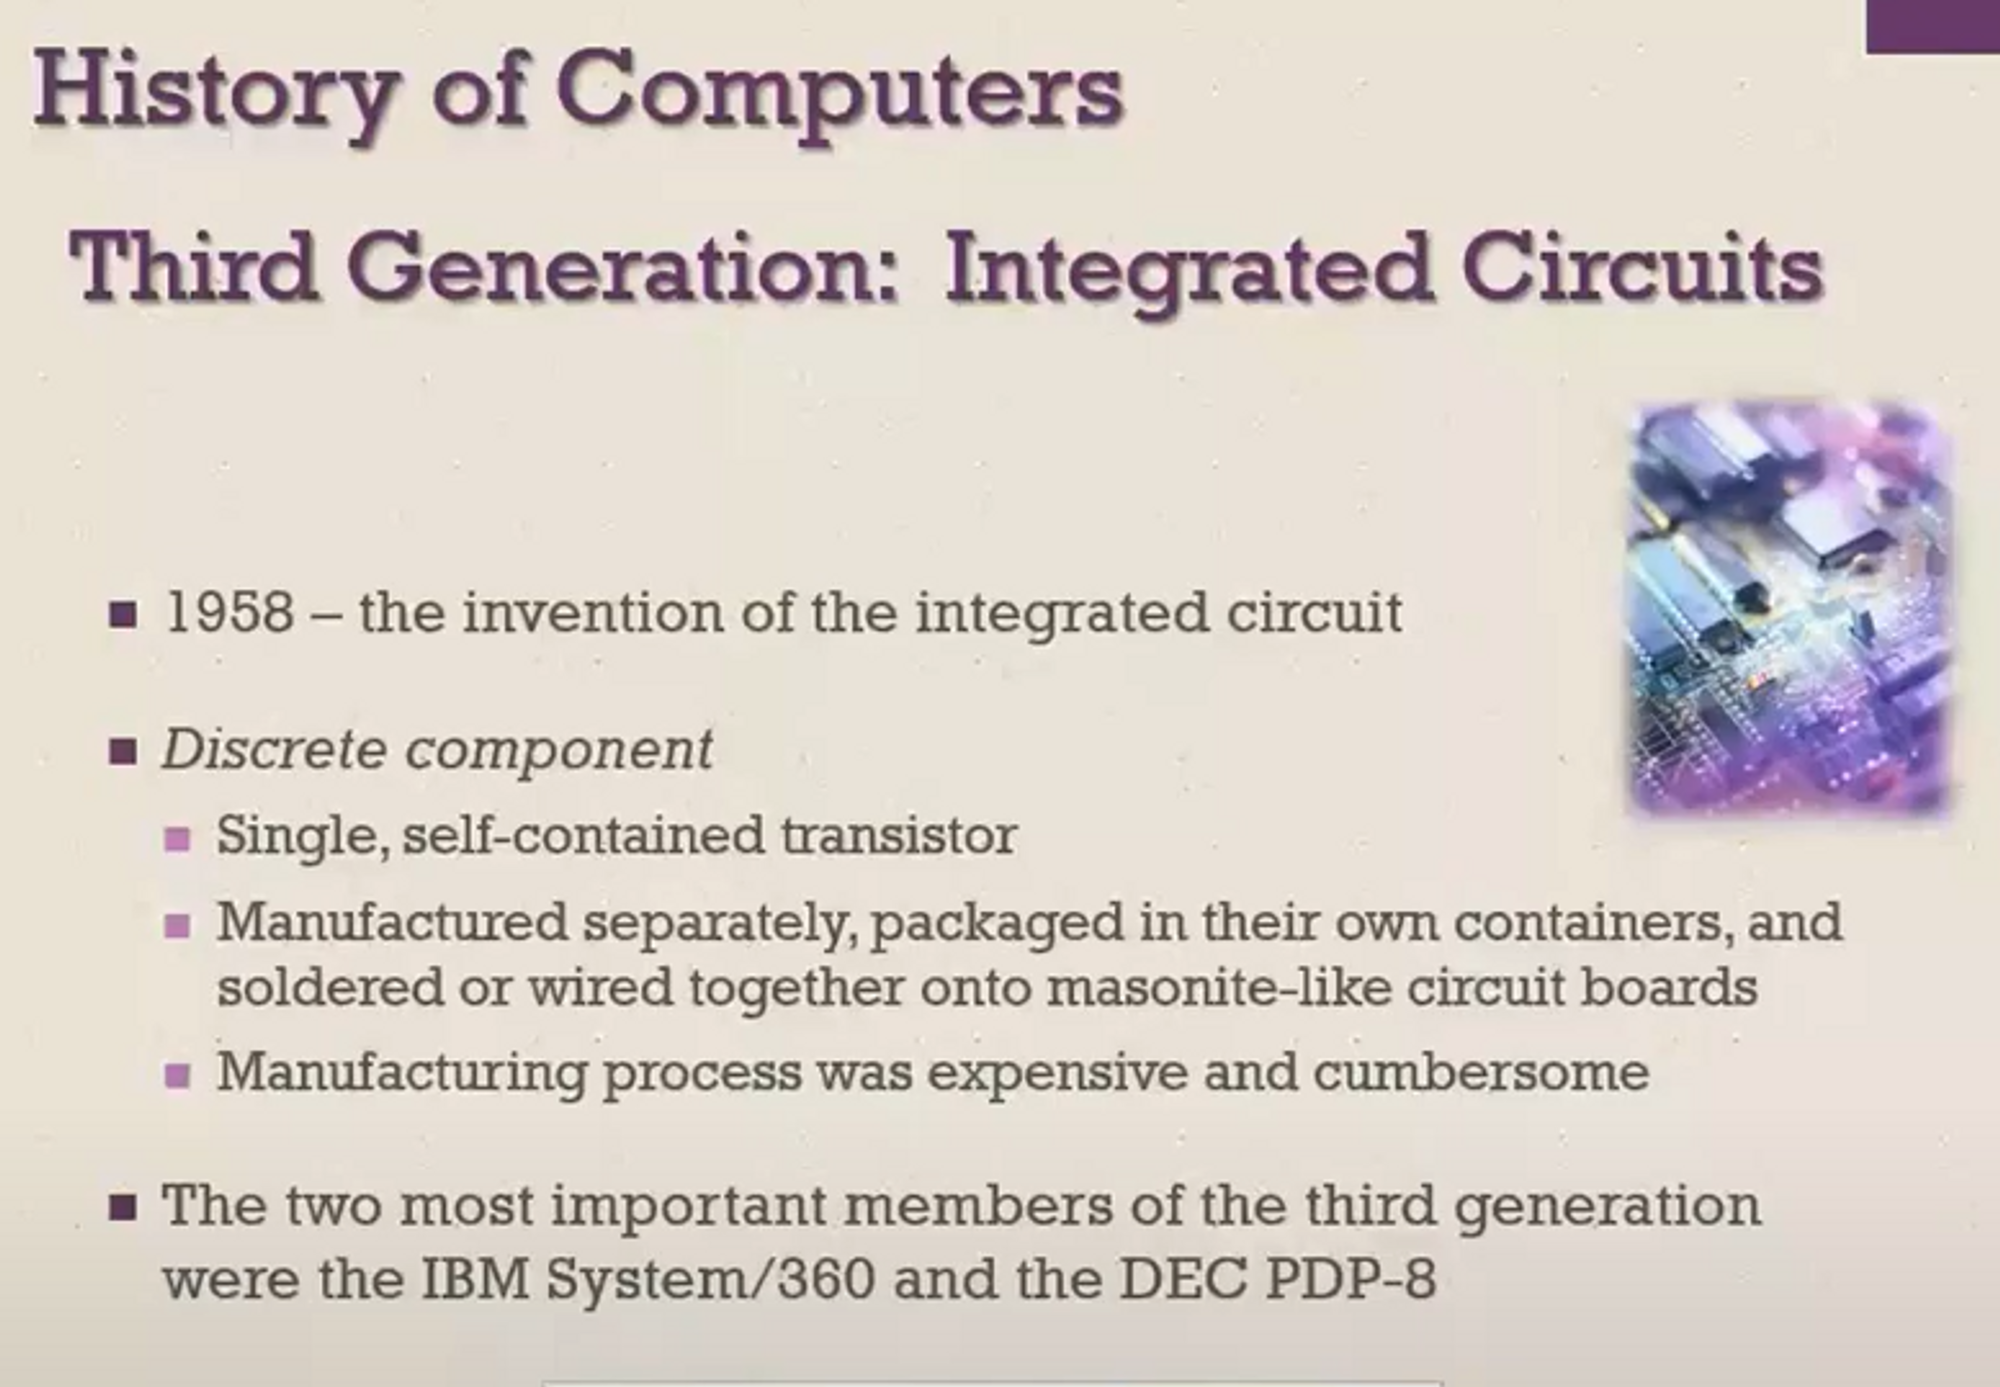 History of Computers
Third Generation: Integrated Circuits
1958 – the invention of the integrated circuit
Discrete component
Single, self-contained transistor
Manufactured separately, packaged in their own containers, and
soldered or wired together onto masonite-like circuit boards
Manufacturing process was expensive and cumbersome
The two most important members of the third generation
were the IBM System/360 and the DEC PDP-8